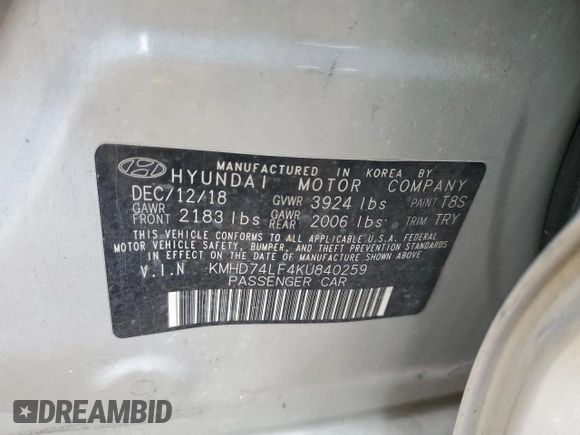 MANUFACTURED IN KOREA BY
HYUNDAI MOTOR COMPANY
DEC/12/18 GVWR 3924 lbs PAINT T8S
GAWR FRONT 2183 lbs GAWR REAR 2006 lbs TRIM TRY
THIS VEHICLE CONFORMS TO ALL APPLICABLE U.S.A. FEDERAL
MOTOR VEHICLE SAFETY, BUMPER, AND THEFT PREVENTION STANDARDS
IN EFFECT ON THE DATE OF MANUFACTURE SHOWN ABOVE.
V.I.N KMHD74LF4KU840259
PASSENGER CAR
DREAMBID